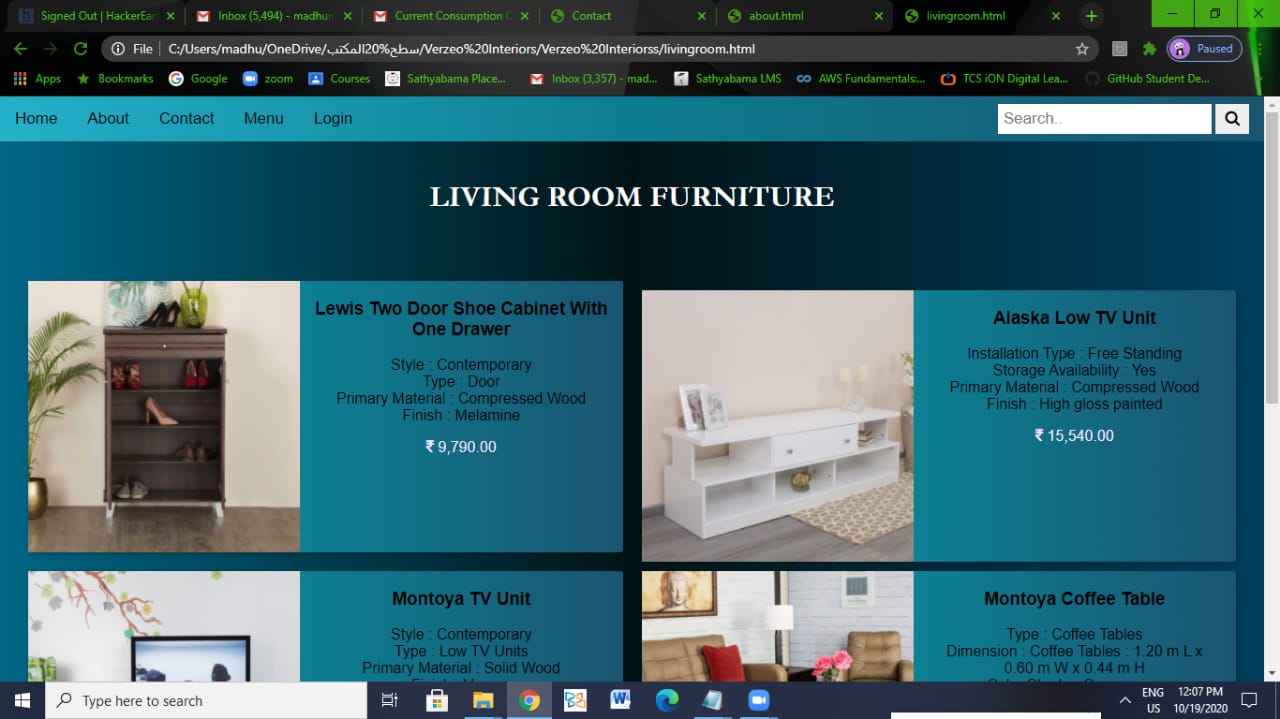 Signed Out | HackerEar
Inbox (5,494) - madhum
Current Consumption C
Contact
about.html
livingroom.html
File
C:/Users/madhu/OneDrive/سطح%20المكتب/Verzeo%20Interiors/Verzeo%20Interiorss/livingroom.html
Paused
Apps
Bookmarks
Google
zoom
Courses
Sathyabama Place...
Inbox (3,357) - mad...
Sathyabama LMS
AWS Fundamentals:...
TCS iON Digital Lea...
GitHub Student De...
Home About Contact Menu Login
Search..
LIVING ROOM FURNITURE
Lewis Two Door Shoe Cabinet With
One Drawer
Style : Contemporary
Type : Door
Primary Material : Compressed Wood
Finish : Melamine
₹ 9,790.00
Alaska Low TV Unit
Installation Type : Free Standing
Storage Availability : Yes
Primary Material : Compressed Wood
Finish : High gloss painted
₹ 15,540.00
Montoya TV Unit
Style : Contemporary
Type : Low TV Units
Primary Material : Solid Wood
Montoya Coffee Table
Type : Coffee Tables
Dimension : Coffee Tables : 1.20 m L x
0.60 m W x 0.44 m H
Type here to search
ENG
US
12:07 PM
10/19/2020